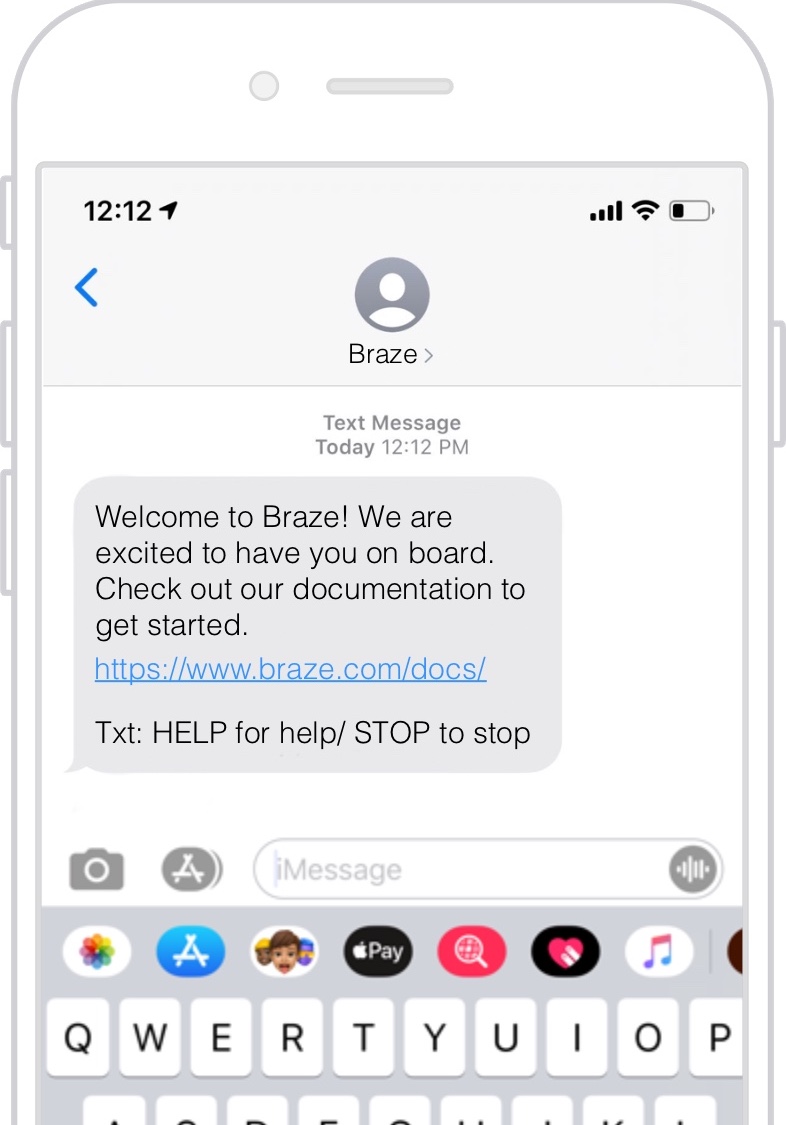 12:12
Braze
Text Message
Today 12:12 PM
Welcome to Braze! We are
excited to have you on board.
Check out our documentation to
get started.
https://www.braze.com/docs/
Txt: HELP for help/ STOP to stop
iMessage
Pay
Q W E R T Y U I O P